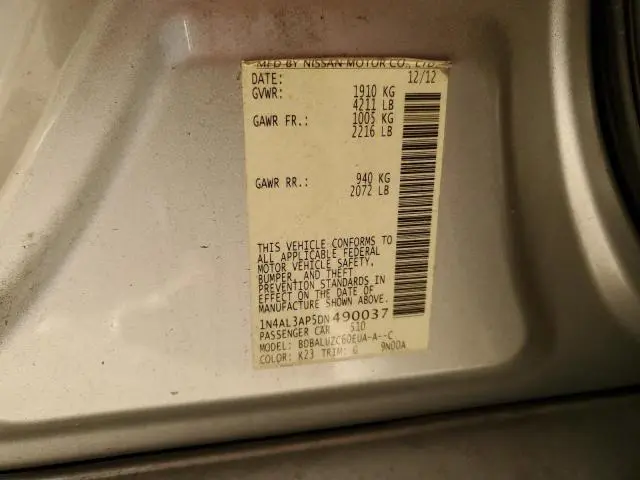 MFD BY NISSAN MOTOR CO., LTD.
DATE: 12/12
GVWR: 1910 KG
4211 LB
GAWR FR.: 1005 KG
2216 LB
GAWR RR.: 940 KG
2072 LB
THIS VEHICLE CONFORMS TO
ALL APPLICABLE FEDERAL
MOTOR VEHICLE SAFETY,
BUMPER, AND THEFT
PREVENTION STANDARDS IN
EFFECT ON THE DATE OF
MANUFACTURE SHOWN ABOVE.
1N4AL3AP5DN490037
PASSENGER CAR 510
MODEL: BDBALUZC60EUA-A--C
COLOR: K23 TRIM: G 9N00A